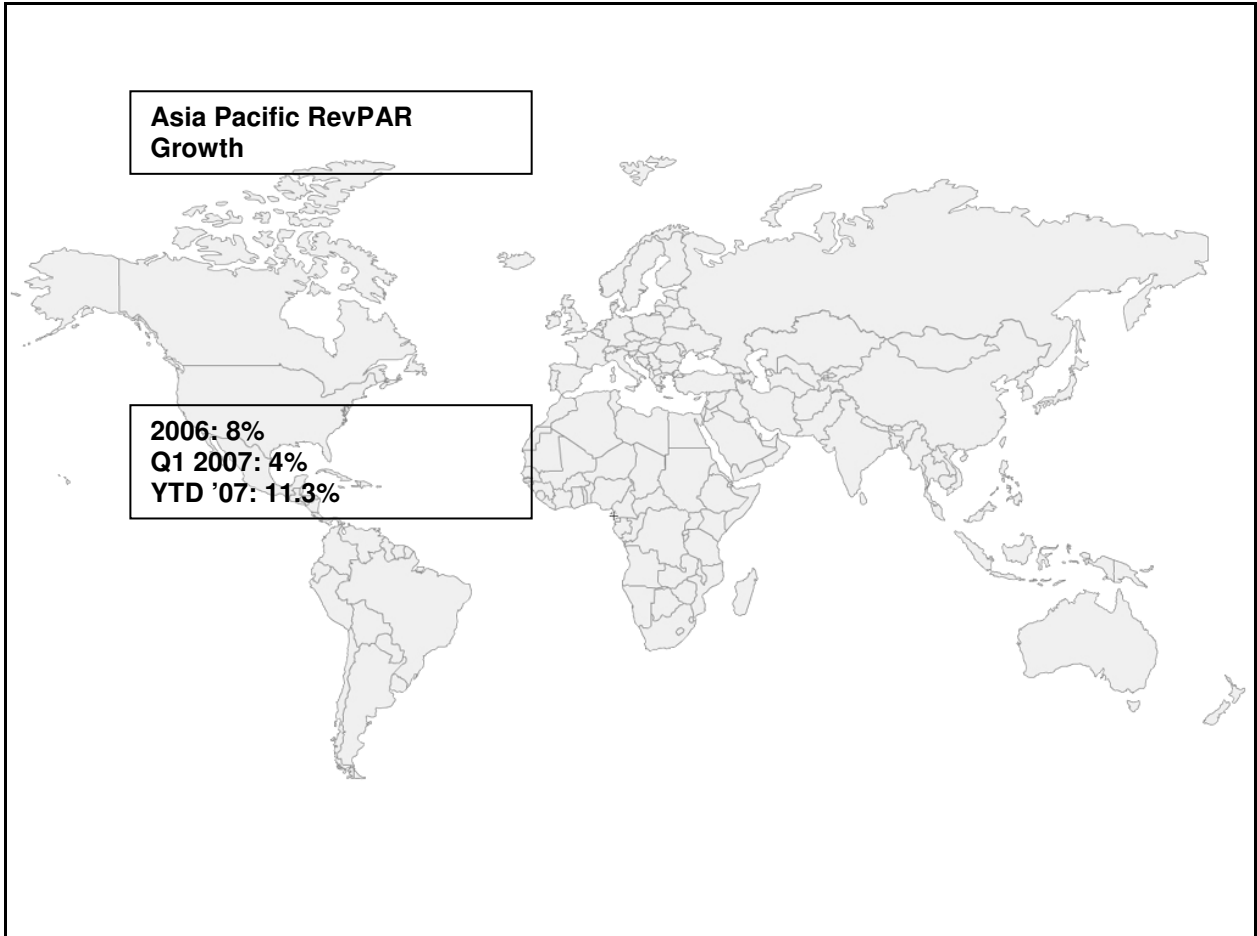 Asia Pacific RevPAR
Growth
2006: 8%
Q1 2007: 4%
YTD ’07: 11.3%